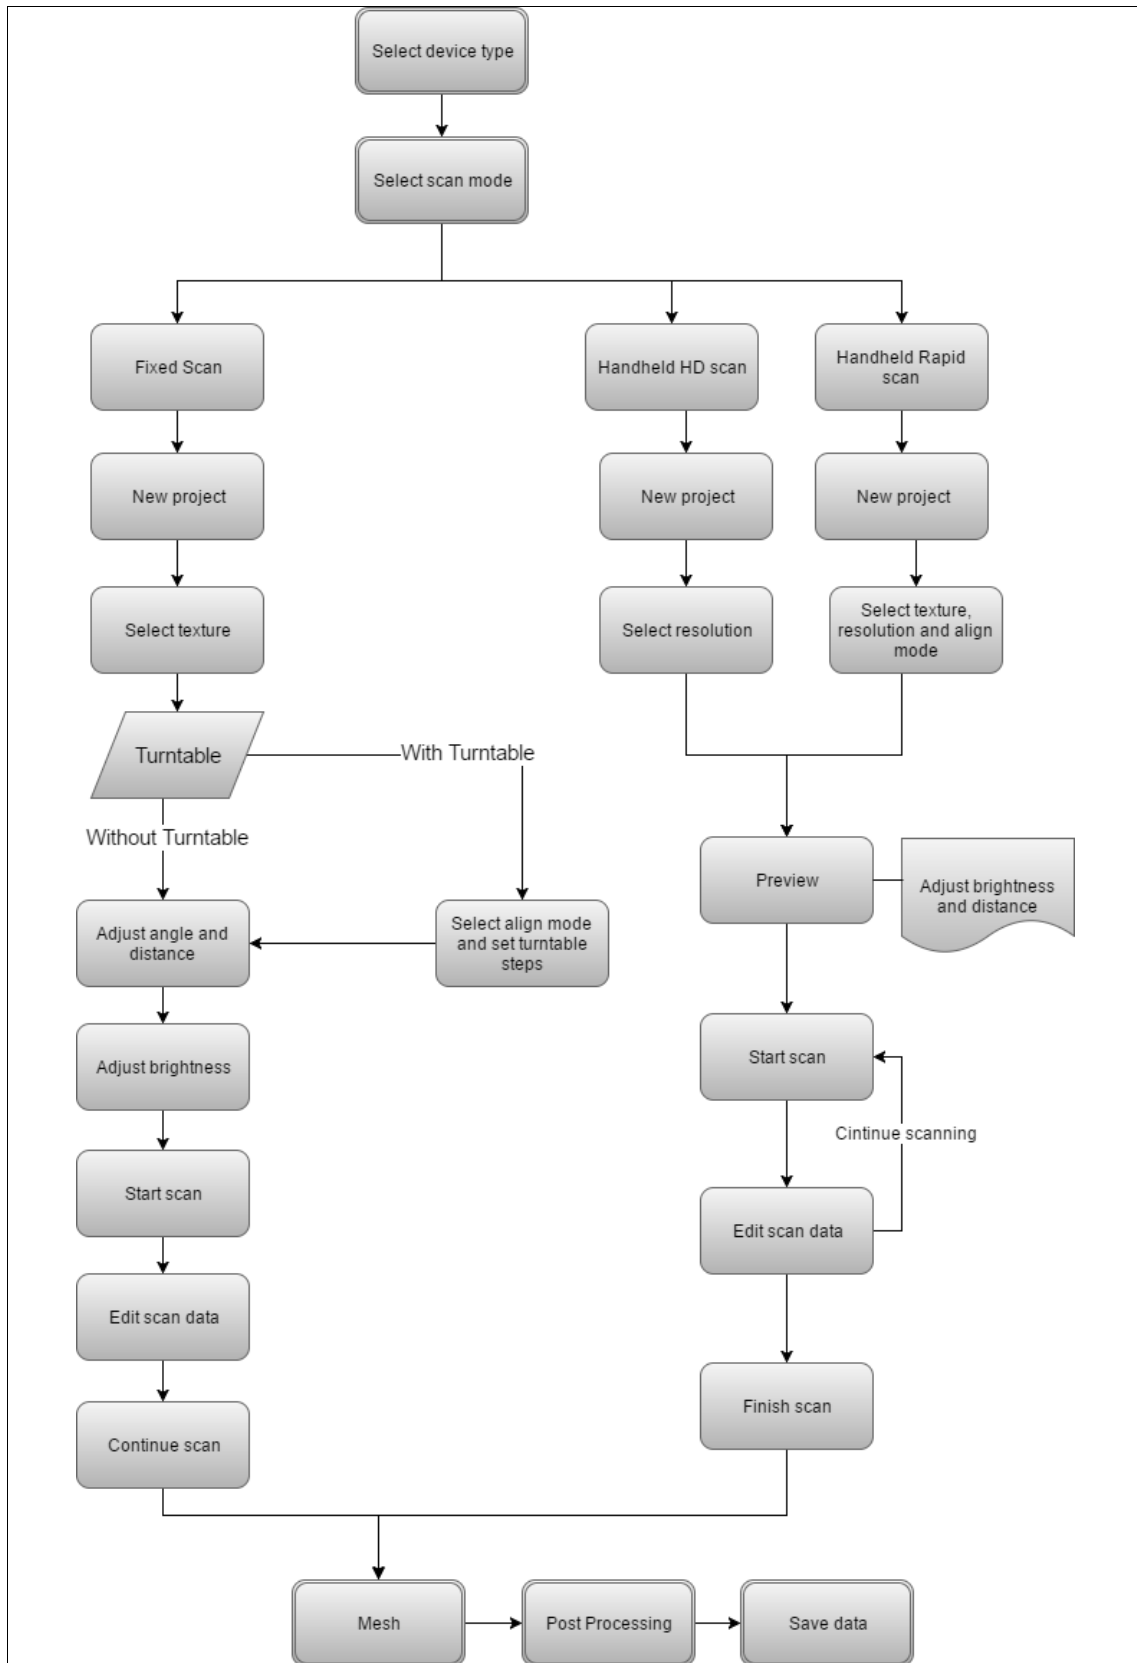 Select device type
Select scan mode
Fixed Scan
Handheld HD scan
Handheld Rapid
scan
New project
New project
New project
Select texture
Select resolution
Select texture,
resolution and align
mode
Turntable
With Turntable
Without Turntable
Preview
Adjust brightness
and distance
Adjust angle and
distance
Select align mode
and set turntable
steps
Adjust brightness
Start scan
Cintinue scanning
Start scan
Edit scan data
Edit scan data
Continue scan
Finish scan
Mesh
Post Processing
Save data